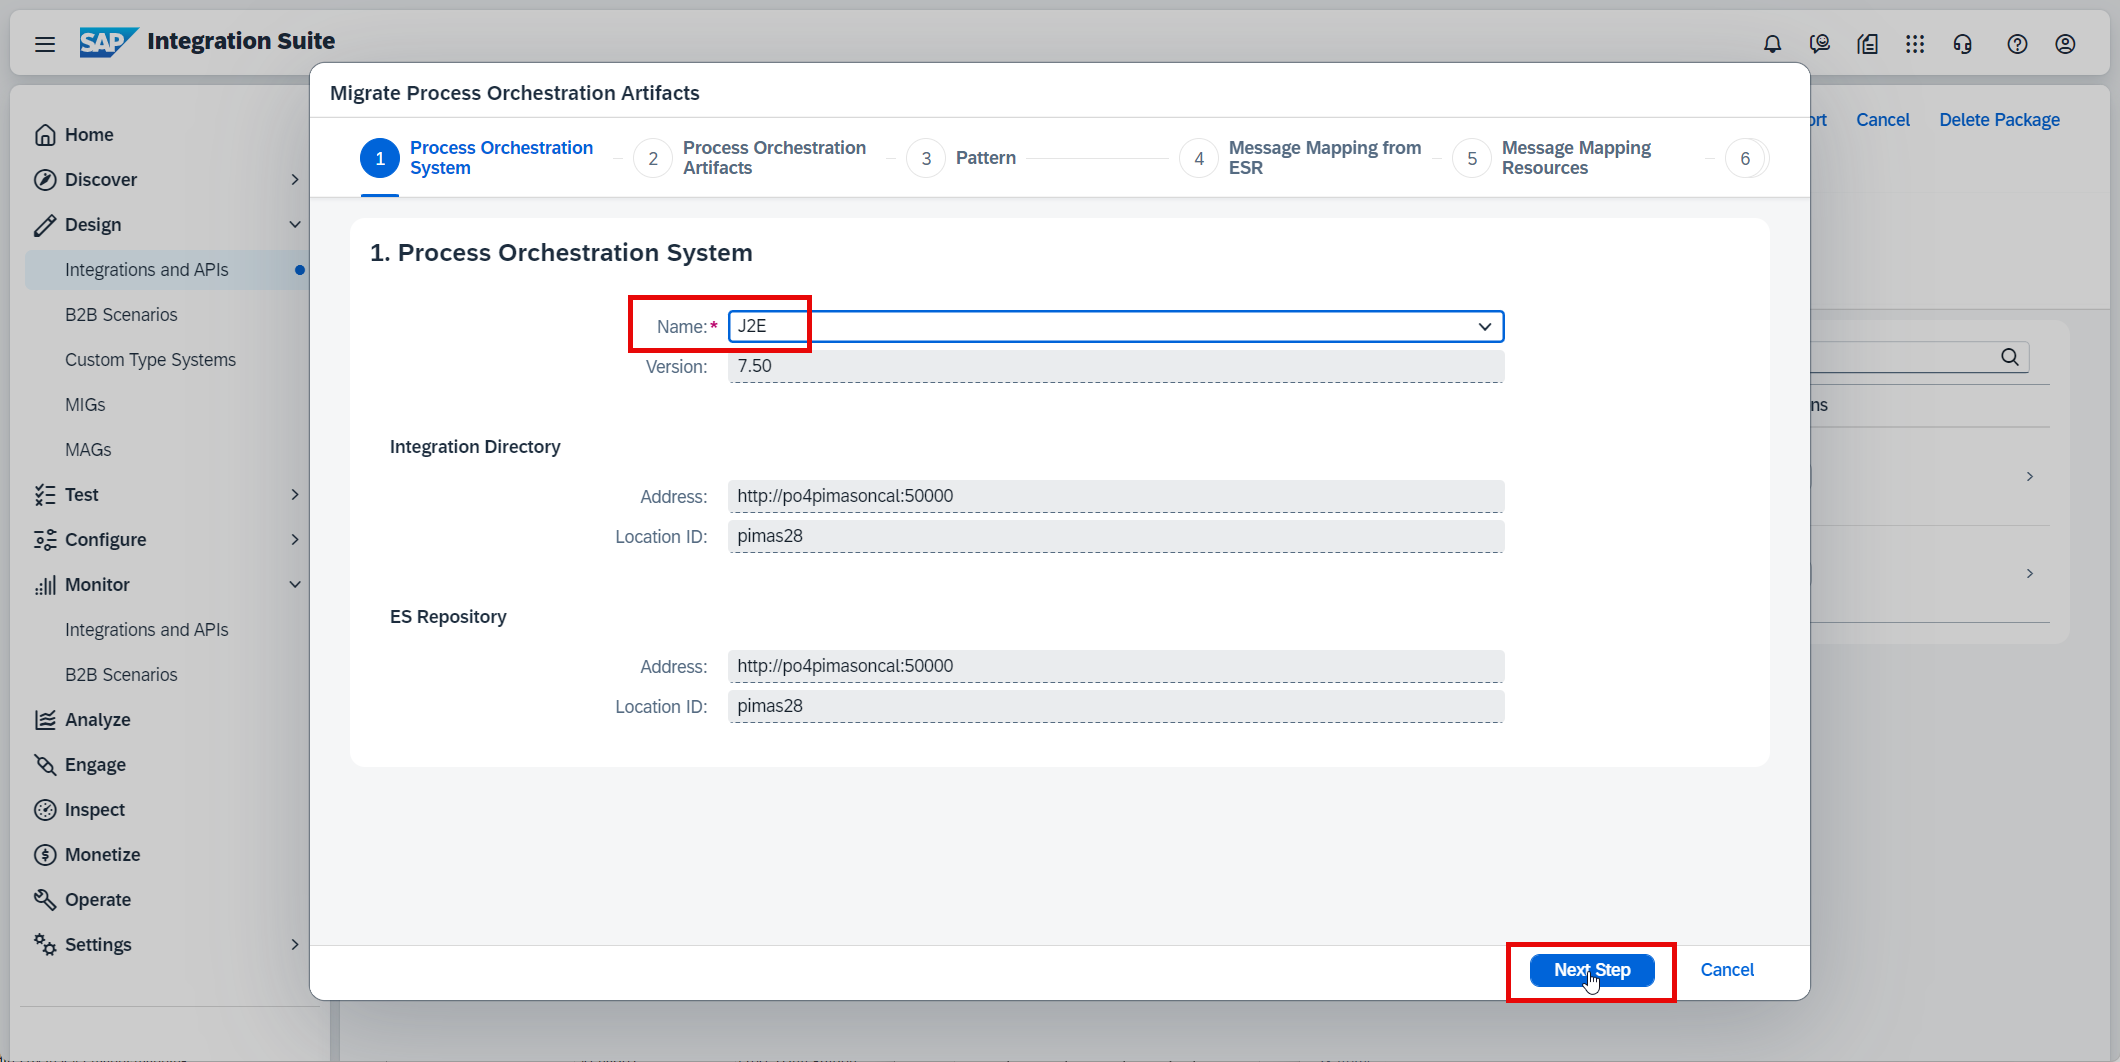 SAP Integration Suite
Migrate Process Orchestration Artifacts
ort Cancel Delete Package
Home
Discover
Design
Integrations and APIs
B2B Scenarios
Custom Type Systems
MIGs
MAGs
Test
Configure
Monitor
Integrations and APIs
B2B Scenarios
Analyze
Engage
Inspect
Monetize
Operate
Settings
1 Process Orchestration
System
2 Process Orchestration
Artifacts
3 Pattern
4 Message Mapping from
ESR
5 Message Mapping
Resources
6
1. Process Orchestration System
Name:* J2E
Version: 7.50
Integration Directory
Address: http://po4pimasoncal:50000
Location ID: pimas28
ES Repository
Address: http://po4pimasoncal:50000
Location ID: pimas28
ns
Next Step Cancel